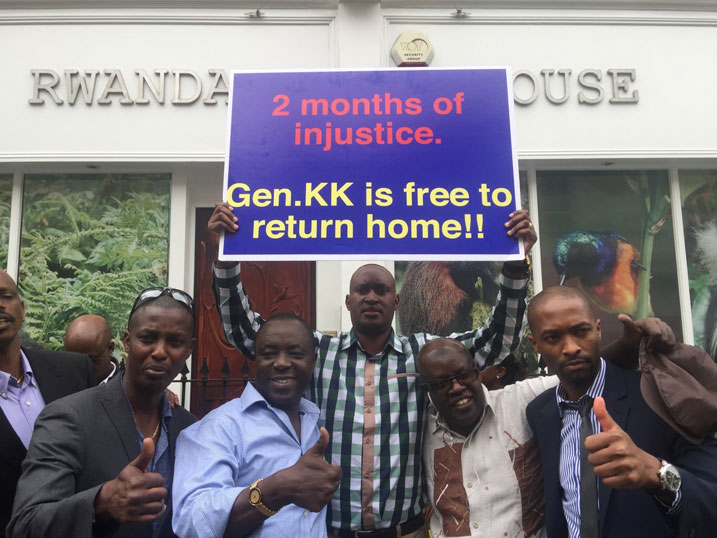 RWANDA OUSE
2 months of
injustice.
Gen.KK is free to
return home!!